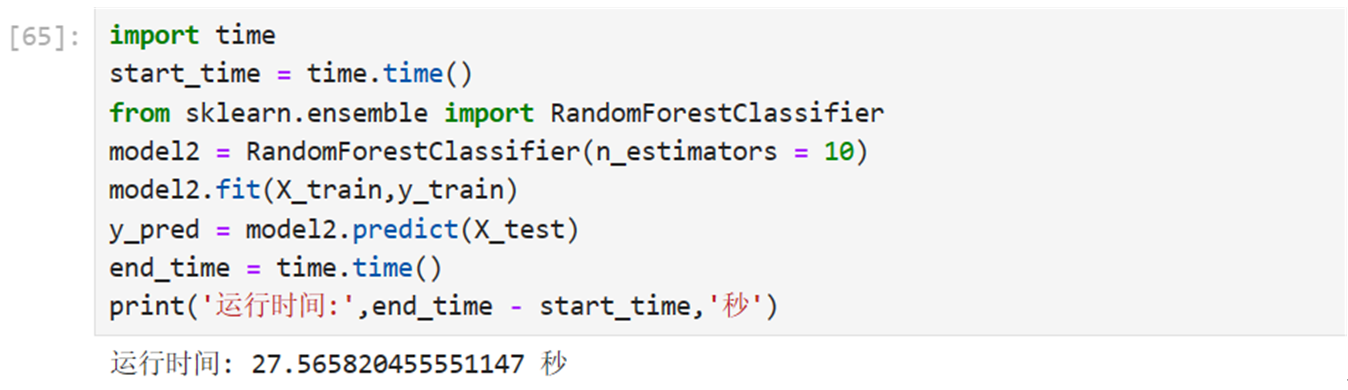 [65]: import time
start_time = time.time()
from sklearn.ensemble import RandomForestClassifier
model2 = RandomForestClassifier(n_estimators = 10)
model2.fit(X_train,y_train)
y_pred = model2.predict(X_test)
end_time = time.time()
print('运行时间:',end_time - start_time,'秒')
运行时间: 27.565820455551147 秒